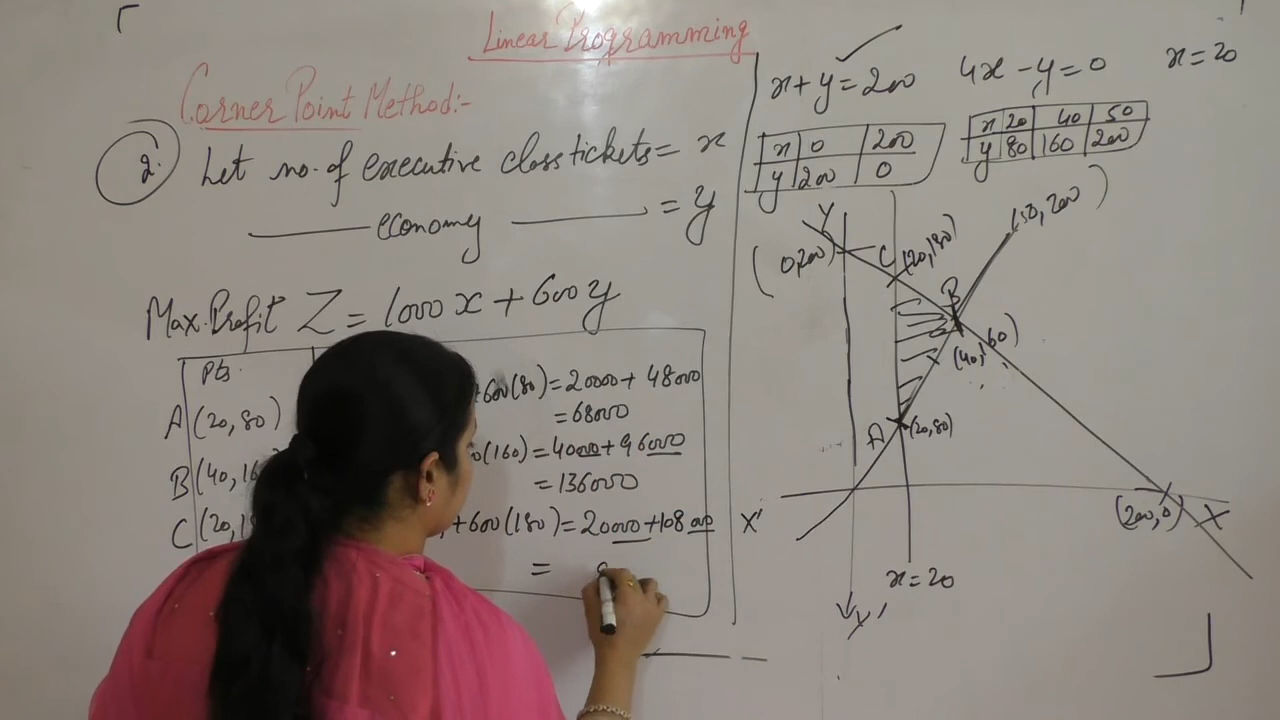 Linear Programming
Corner Point Method:-
2. Let no. of executive class tickets = x
economy = y
Max. Profit Z = 1000x + 600y
Pts.
A (20,80) +600(80) = 20000 + 48000
= 68000
B (40,16 0(160) = 40000 + 96000
= 136000
C (20,18 +600(180) = 20000 + 108000
=
x + y = 200
x 0 200
y 200 0
4x - y = 0
x 20 40 50
y 80 160 200
x = 20
Y
(0,200)
C (20,180)
(50,200)
B
A (20,80)
X'
(200,0) X
x = 20
Y'